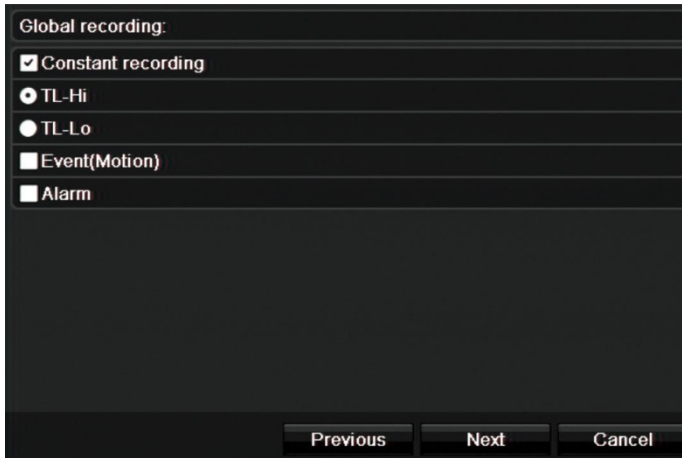 Global recording:
Constant recording
TL-Hi
TL-Lo
Event(Motion)
Alarm
Previous Next Cancel